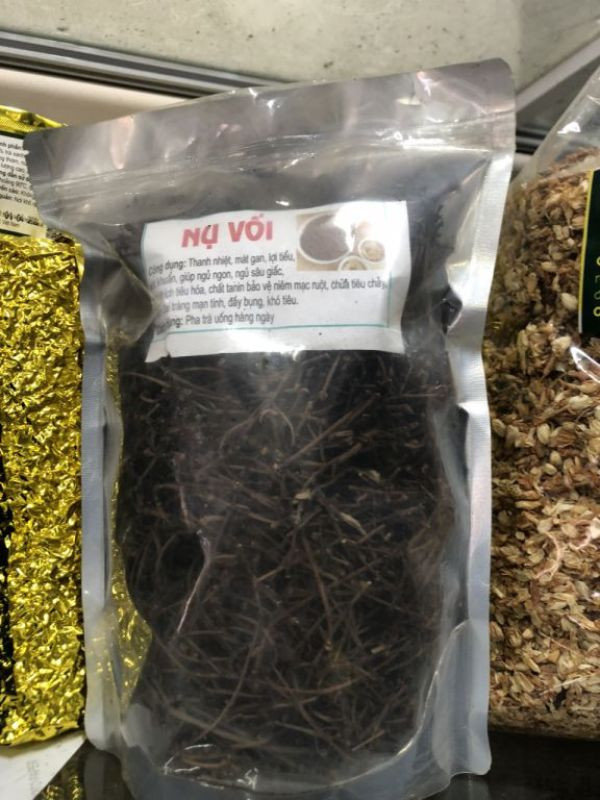 NỤ VỐI
Công dụng: Thanh nhiệt, mát gan, lợi tiểu,
khuẩn, giúp ngủ ngon, ngủ sâu giấc,
tiêu hóa, chất tanin bảo vệ niêm mạc ruột, chữa tiêu chảy,
tràng mạn tính, đầy bụng, khó tiêu.
Pha trà uống hàng ngày